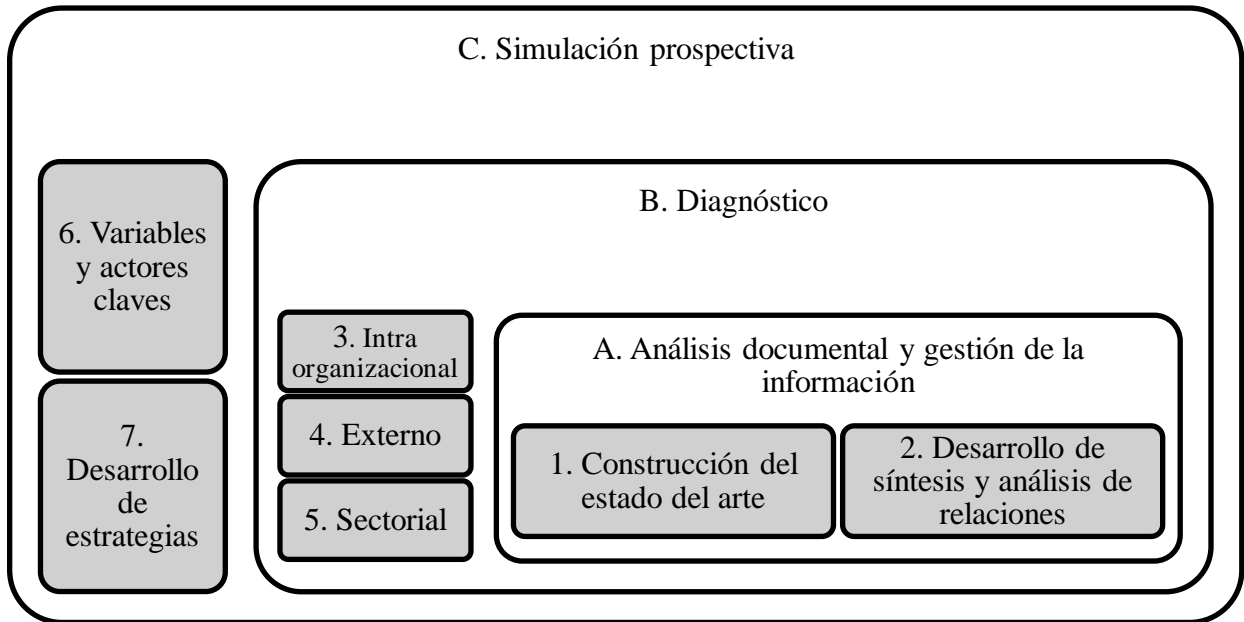 C. Simulación prospectiva
6. Variables
y actores
claves
7.
Desarrollo
de
estrategias
B. Diagnóstico
3. Intra
organizacional
4. Externo
5. Sectorial
A. Análisis documental y gestión de la
información
1. Construcción del
estado del arte
2. Desarrollo de
síntesis y análisis de
relaciones